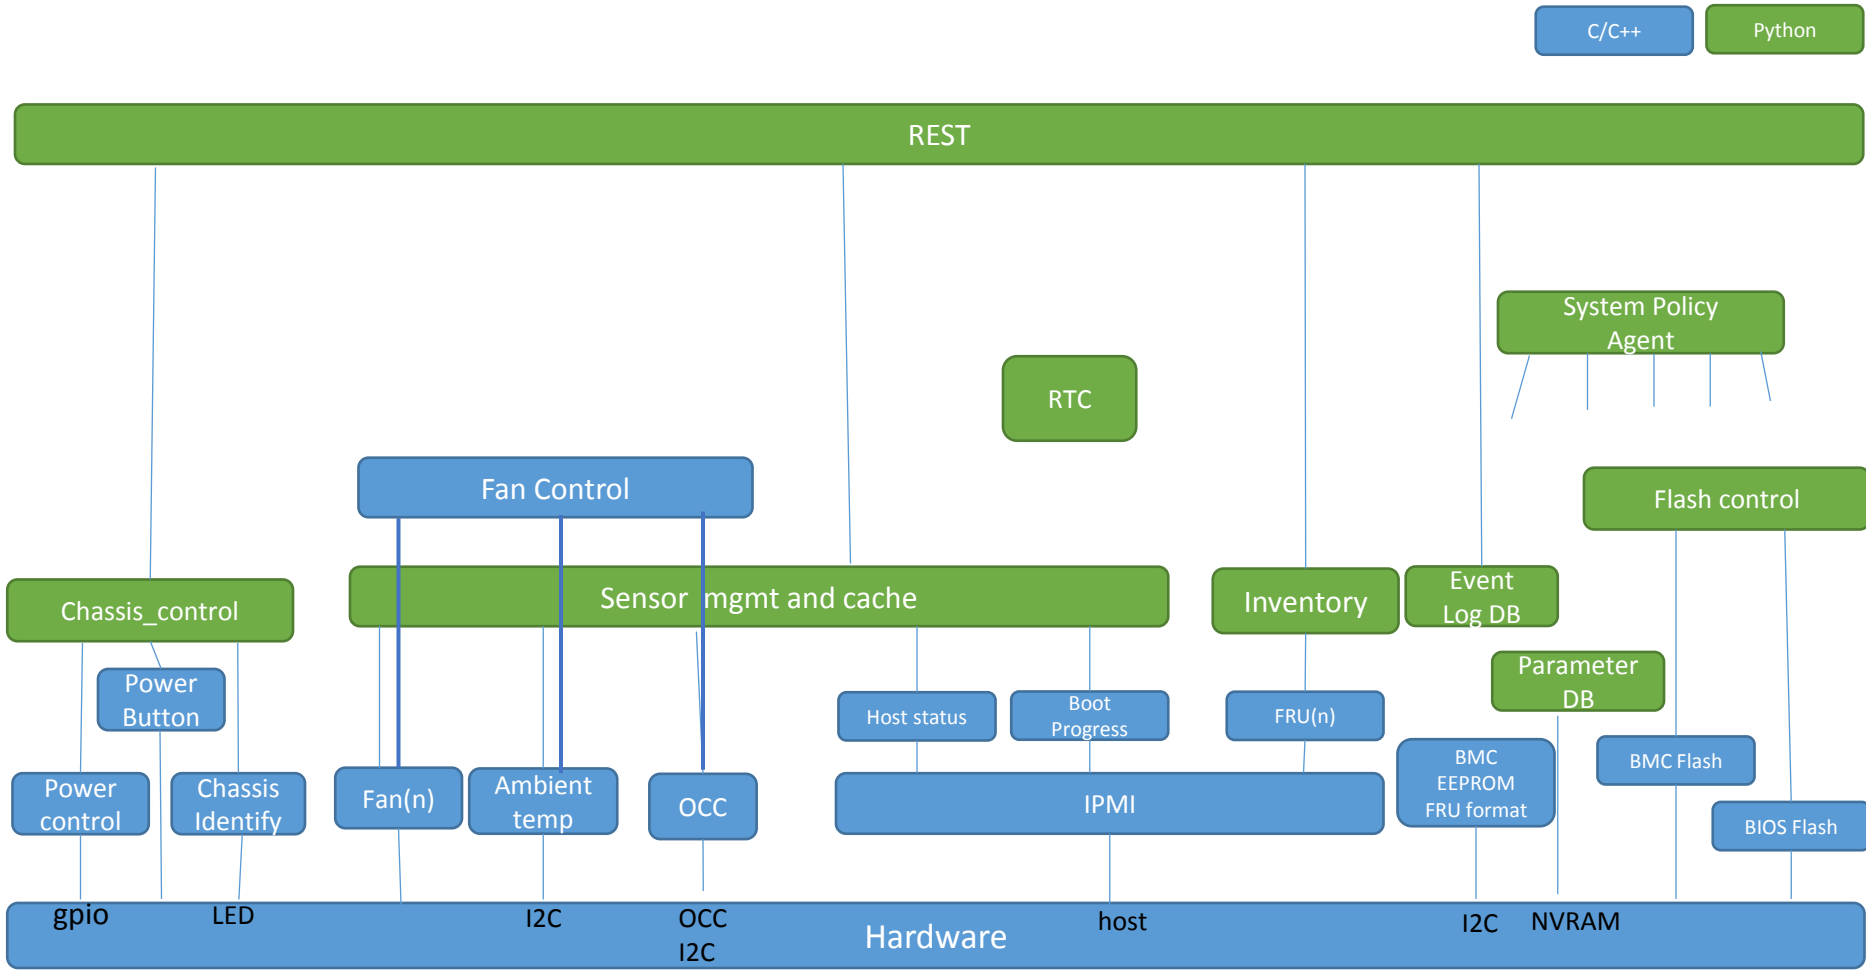 C/C++
Python
REST
System Policy
Agent
RTC
Fan Control
Flash control
Chassis_control
Sensor mgmt and cache
Inventory
Event
Log DB
Power
Button
Parameter
DB
Host status
Boot
Progress
FRU(n)
BMC
EEPROM
FRU format
BMC Flash
Power
control
Chassis
Identify
Fan(n)
Ambient
temp
OCC
IPMI
BIOS Flash
gpio
LED
I2C
OCC
I2C
host
I2C
NVRAM
Hardware